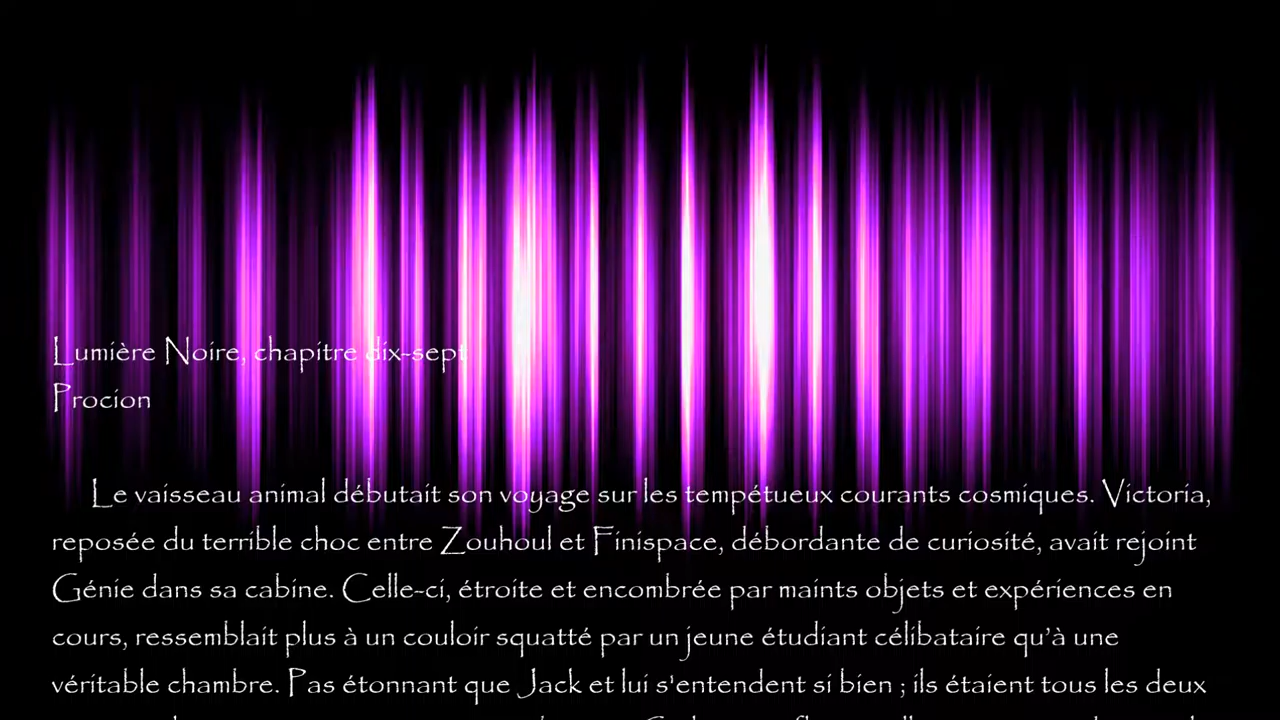 Lumière Noire, chapitre dix-sept
Procion
Le vaisseau animal débutait son voyage sur les tempétueux courants cosmiques. Victoria,
reposée du terrible choc entre Zouhoul et Finispace, débordante de curiosité, avait rejoint
Génie dans sa cabine. Celle-ci, étroite et encombrée par maints objets et expériences en
cours, ressemblait plus à un couloir squatté par un jeune étudiant célibataire qu’à une
véritable chambre. Pas étonnant que Jack et lui s’entendent si bien ; ils étaient tous les deux